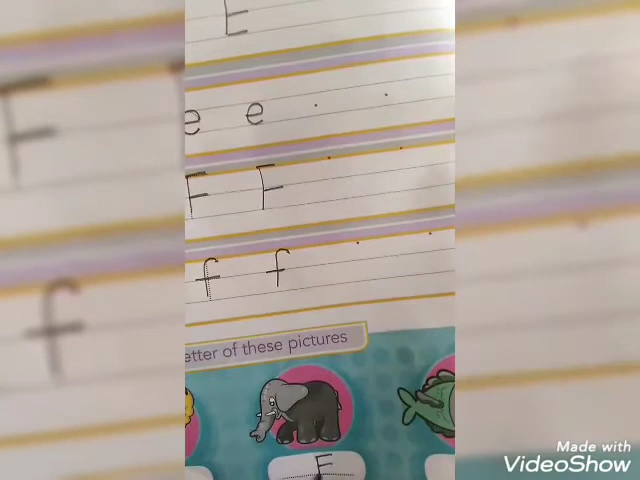 E
e e
F F
f f
etter of these pictures
F
Made with
VideoShow